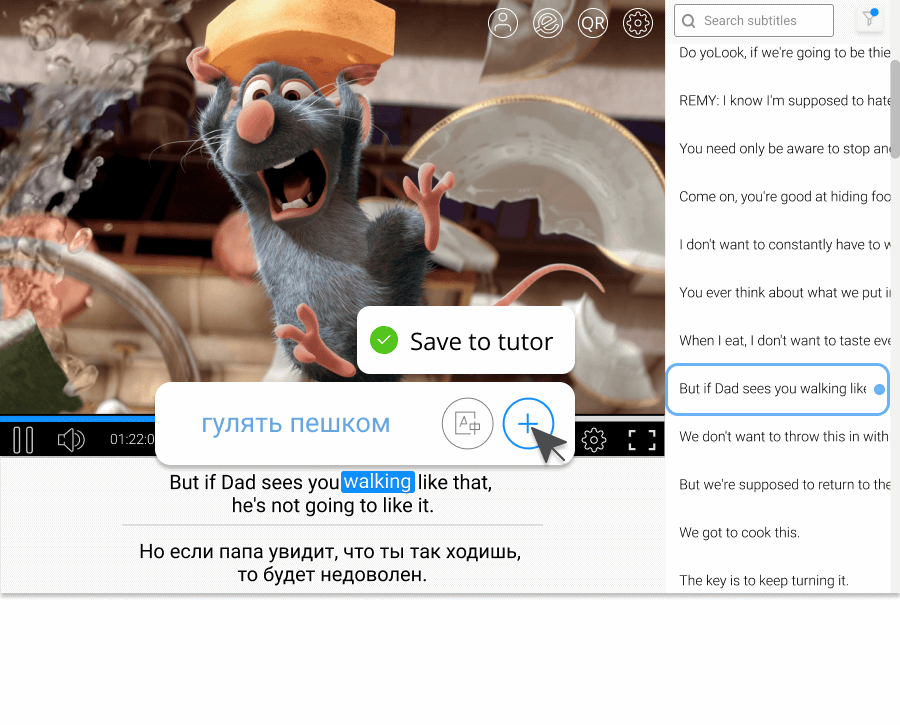 QR
Search subtitles
Do yoLook, if we're going to be thie
REMY: I know I'm supposed to hate
You need only be aware to stop an
Come on, you're good at hiding foo
I don't want to constantly have to w
You ever think about what we put i
When I eat, I don't want to taste eve
But if Dad sees you walking like
We don't want to throw this in with
But we're supposed to return to the
We got to cook this.
The key is to keep turning it.
Save to tutor
гулять пешком
A
01:22:0
But if Dad sees you walking like that,
he's not going to like it.
Но если папа увидит, что ты так ходишь,
то будет недоволен.